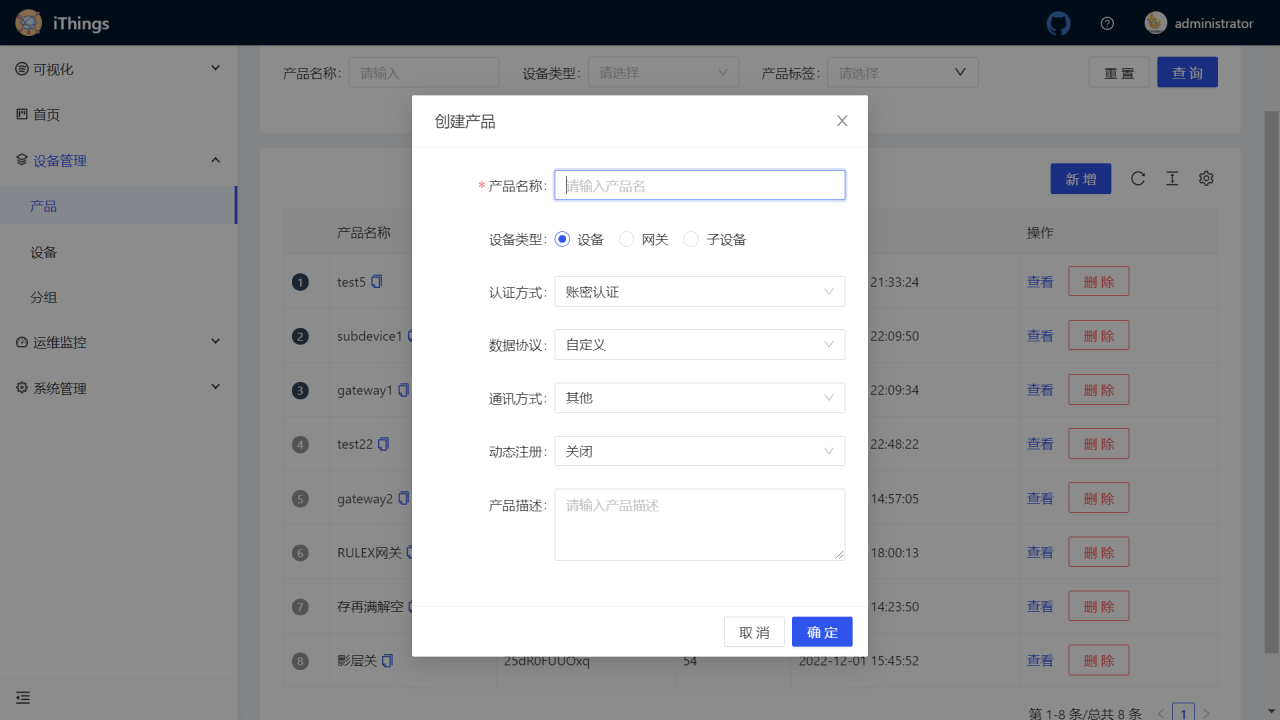 iThings
administrator
可视化
首页
设备管理
产品
设备
分组
运维监控
系统管理
产品名称: 请输入 设备类型: 请选择 产品标签: 请选择 重 置 查 询
新 增
产品名称 操作
1 test5 21:33:24 查看 删 除
2 subdevice1 22:09:50 查看 删 除
3 gateway1 22:09:34 查看 删 除
4 test22 22:48:22 查看 删 除
5 gateway2 14:57:05 查看 删 除
6 RULEX网关 18:00:13 查看 删 除
7 存再满解空 14:23:50 查看 删 除
8 影层关 25dR0FUUOxq 54 2022-12-01 15:45:52 查看 删 除
第 1-8 条/总共 8 条 1
创建产品
* 产品名称: 请输入产品名
设备类型: 设备 网关 子设备
认证方式: 账密认证
数据协议: 自定义
通讯方式: 其他
动态注册: 关闭
产品描述: 请输入产品描述
取 消 确 定